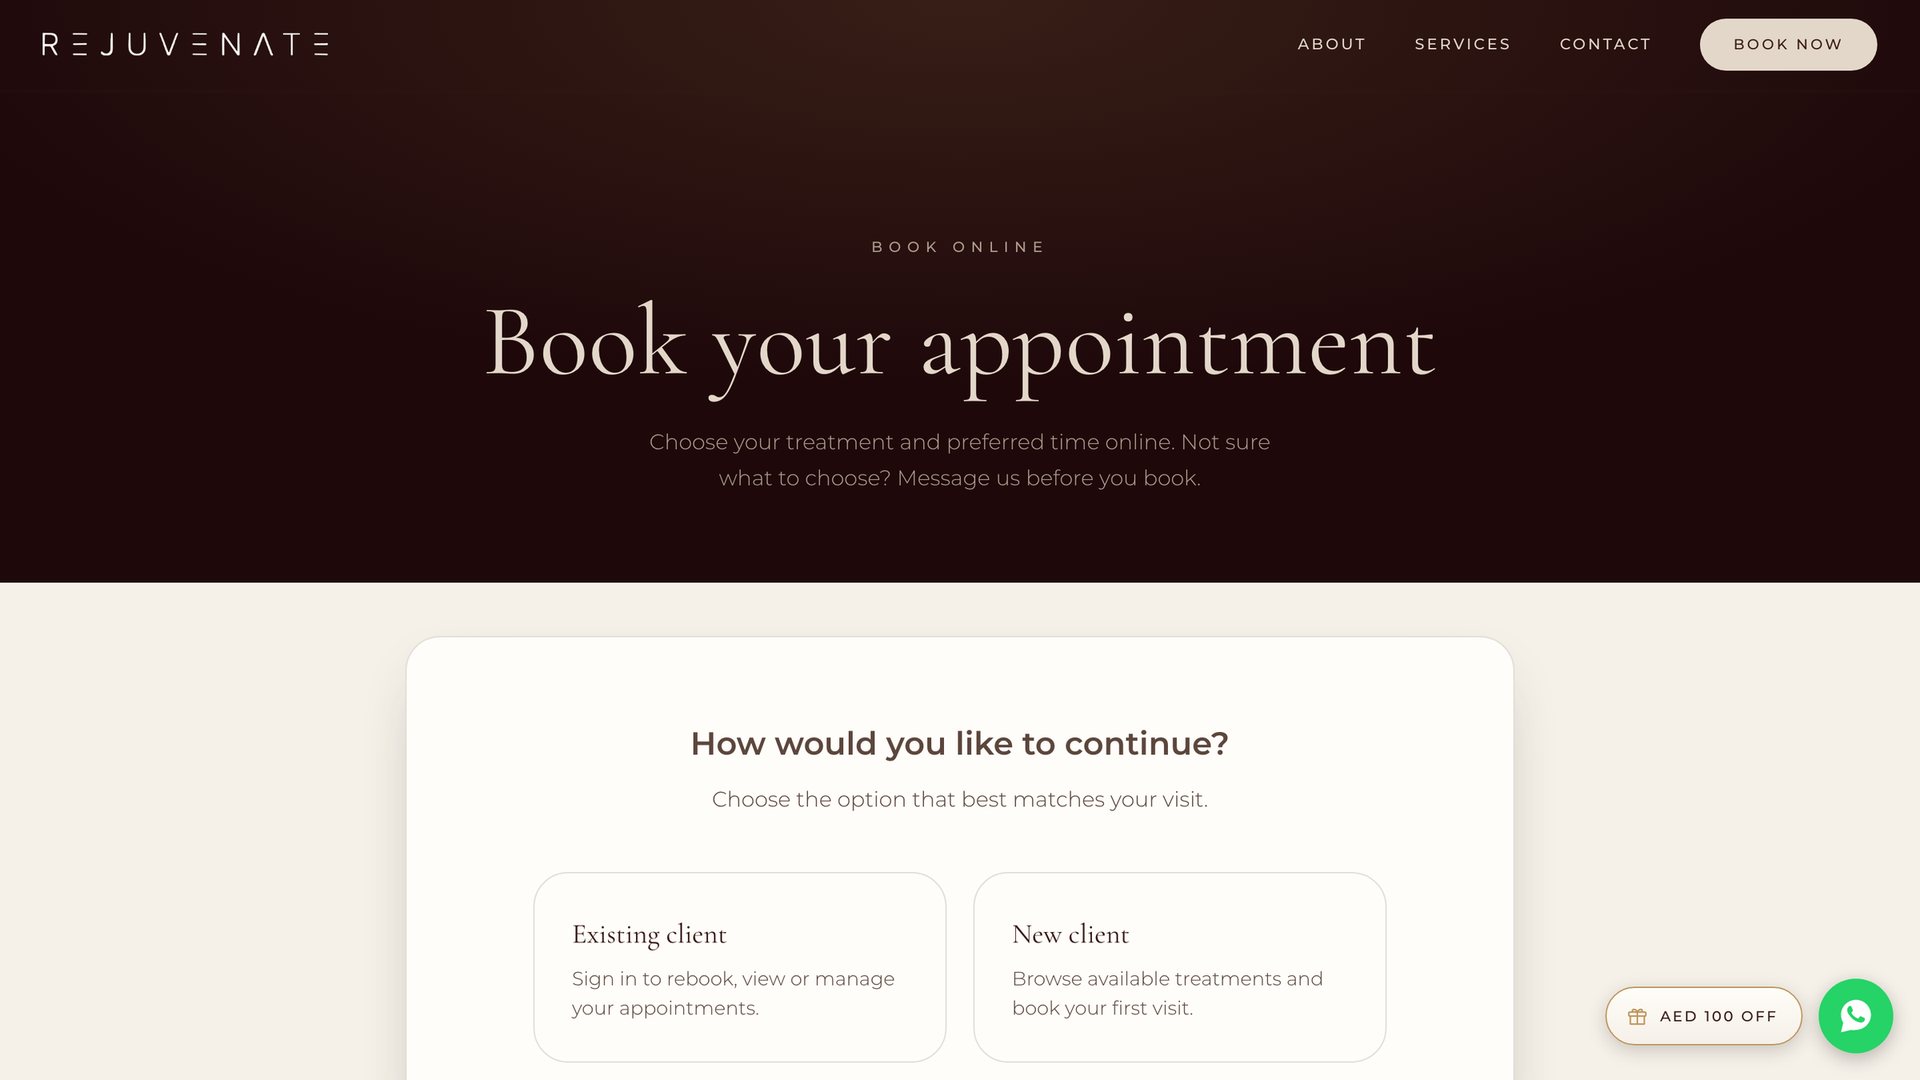 REJUVENATE
ABOUT SERVICES CONTACT BOOK NOW
BOOK ONLINE
Book your appointment
Choose your treatment and preferred time online. Not sure
what to choose? Message us before you book.
How would you like to continue?
Choose the option that best matches your visit.
Existing client
Sign in to rebook, view or manage
your appointments.
New client
Browse available treatments and
book your first visit.
AED 100 OFF